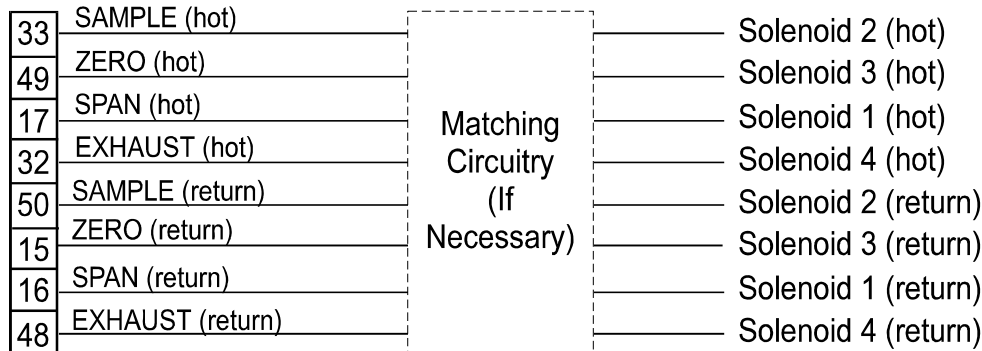 33 SAMPLE (hot) Solenoid 2 (hot)
49 ZERO (hot) Solenoid 3 (hot)
17 SPAN (hot) Solenoid 1 (hot)
32 EXHAUST (hot) Solenoid 4 (hot)
50 SAMPLE (return) Solenoid 2 (return)
15 ZERO (return) Solenoid 3 (return)
16 SPAN (return) Solenoid 1 (return)
48 EXHAUST (return) Solenoid 4 (return)
Matching
Circuitry
(If
Necessary)